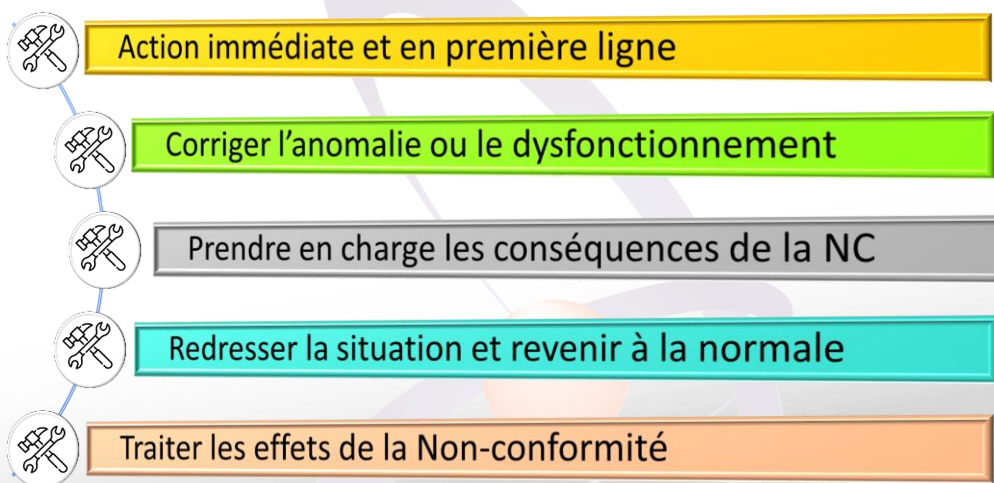 Action immédiate et en première ligne
Corriger l'anomalie ou le dysfonctionnement
Prendre en charge les conséquences de la NC
Redresser la situation et revenir à la normale
Traiter les effets de la Non-conformité